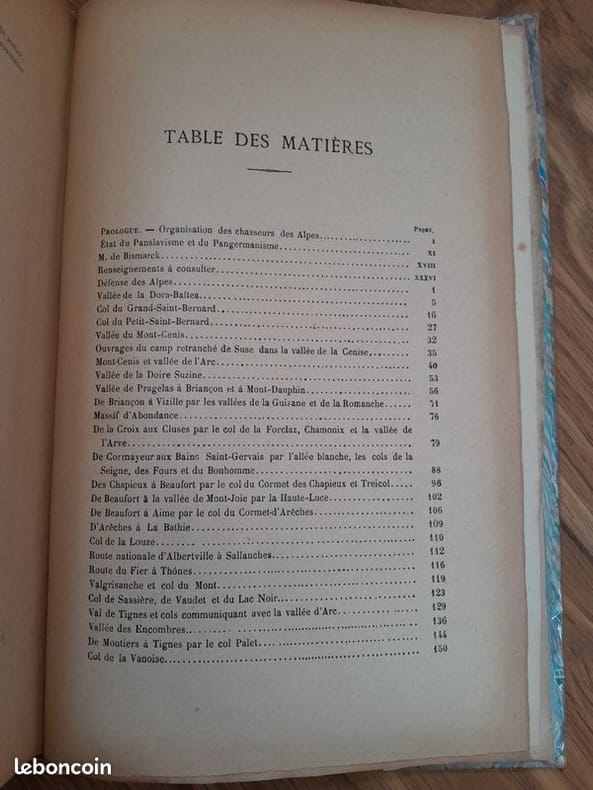 TABLE DES MATIÈRES
Pages.
PROLOGUE. — Organisation des chasseurs des Alpes........ I
État du Panslavisme et du Pangermanisme........ XI
M. de Bismarck........ XVIII
Renseignements à consulter........ XXXVI
Défense des Alpes........ 1
Vallée de la Dora-Baltea........ 5
Col du Grand-Saint-Bernard........ 16
Col du Petit-Saint-Bernard........ 27
Vallée du Mont-Cenis........ 32
Ouvrages du camp retranché de Suse dans la vallée de la Cenise........ 35
Mont-Cenis et vallée de l'Arc........ 40
Vallée de la Doire Suzine........ 53
Vallée de Pragelas à Briançon et à Mont-Dauphin........ 56
De Briançon à Vizille par les vallées de la Guisane et de la Romanche...... 71
Massif d'Abondance........ 76
De la Croix aux Cluses par le col de la Forclaz, Chamonix et la vallée de
l'Arve........ 79
De Cormayeur aux Bains Saint-Gervais par l'allée blanche, les cols de la
Seigne, des Fours et du Bonhomme........ 88
Des Chapieux à Beaufort par le col du Cormet des Chapieux et Treicol..... 96
De Beaufort à la vallée de Mont-Joie par la Haute-Luce........ 102
De Beaufort à Aime par le col du Cormet-d'Arêches........ 106
D'Arêches à La Bathie........ 109
Col de la Louze........ 110
Route nationale d'Albertville à Sallanches........ 112
Route du Fier à Thônes........ 116
Valgrisanche et col du Mont........ 119
Col de Sassière, de Vaudet et du Lac Noir........ 123
Val de Tignes et cols communiquant avec la vallée d'Arc........ 129
Vallée des Encombres........ 136
De Moutiers à Tignes par le col Palet........ 144
Col de la Vanoise........ 150
leboncoin